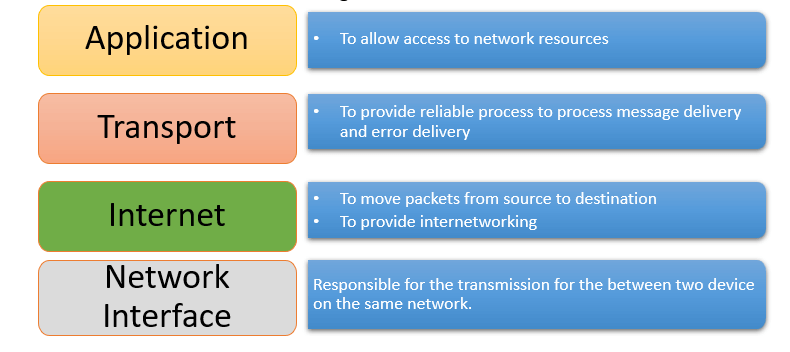 Application
• To allow access to network resources
Transport
• To provide reliable process to process message delivery
and error delivery
Internet
• To move packets from source to destination
• To provide internetworking
Network
Interface
Responsible for the transmission for the between two device
on the same network.